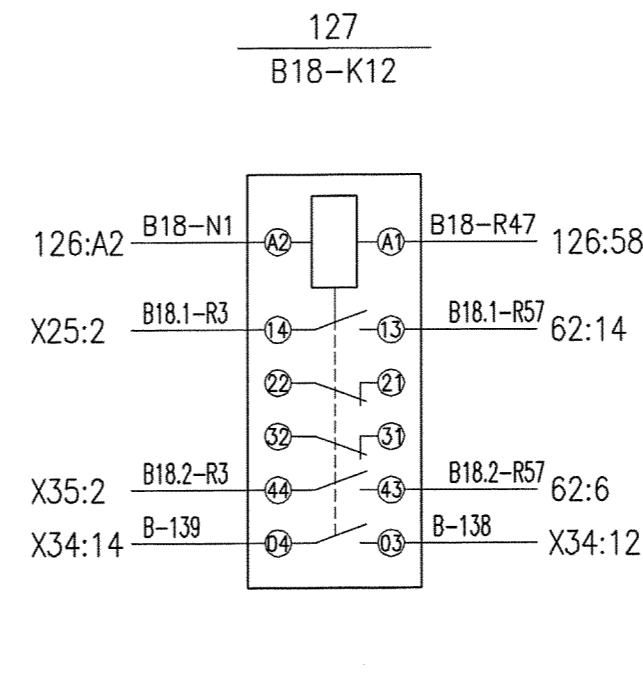 127
B18-K12
126:A2 B18-N1 A2 A1 B18-R47 126:58
X25:2 B18.1-R3 14 13 B18.1-R57 62:14
22 21
32 31
X35:2 B18.2-R3 44 43 B18.2-R57 62:6
X34:14 B-139 04 03 B-138 X34:12